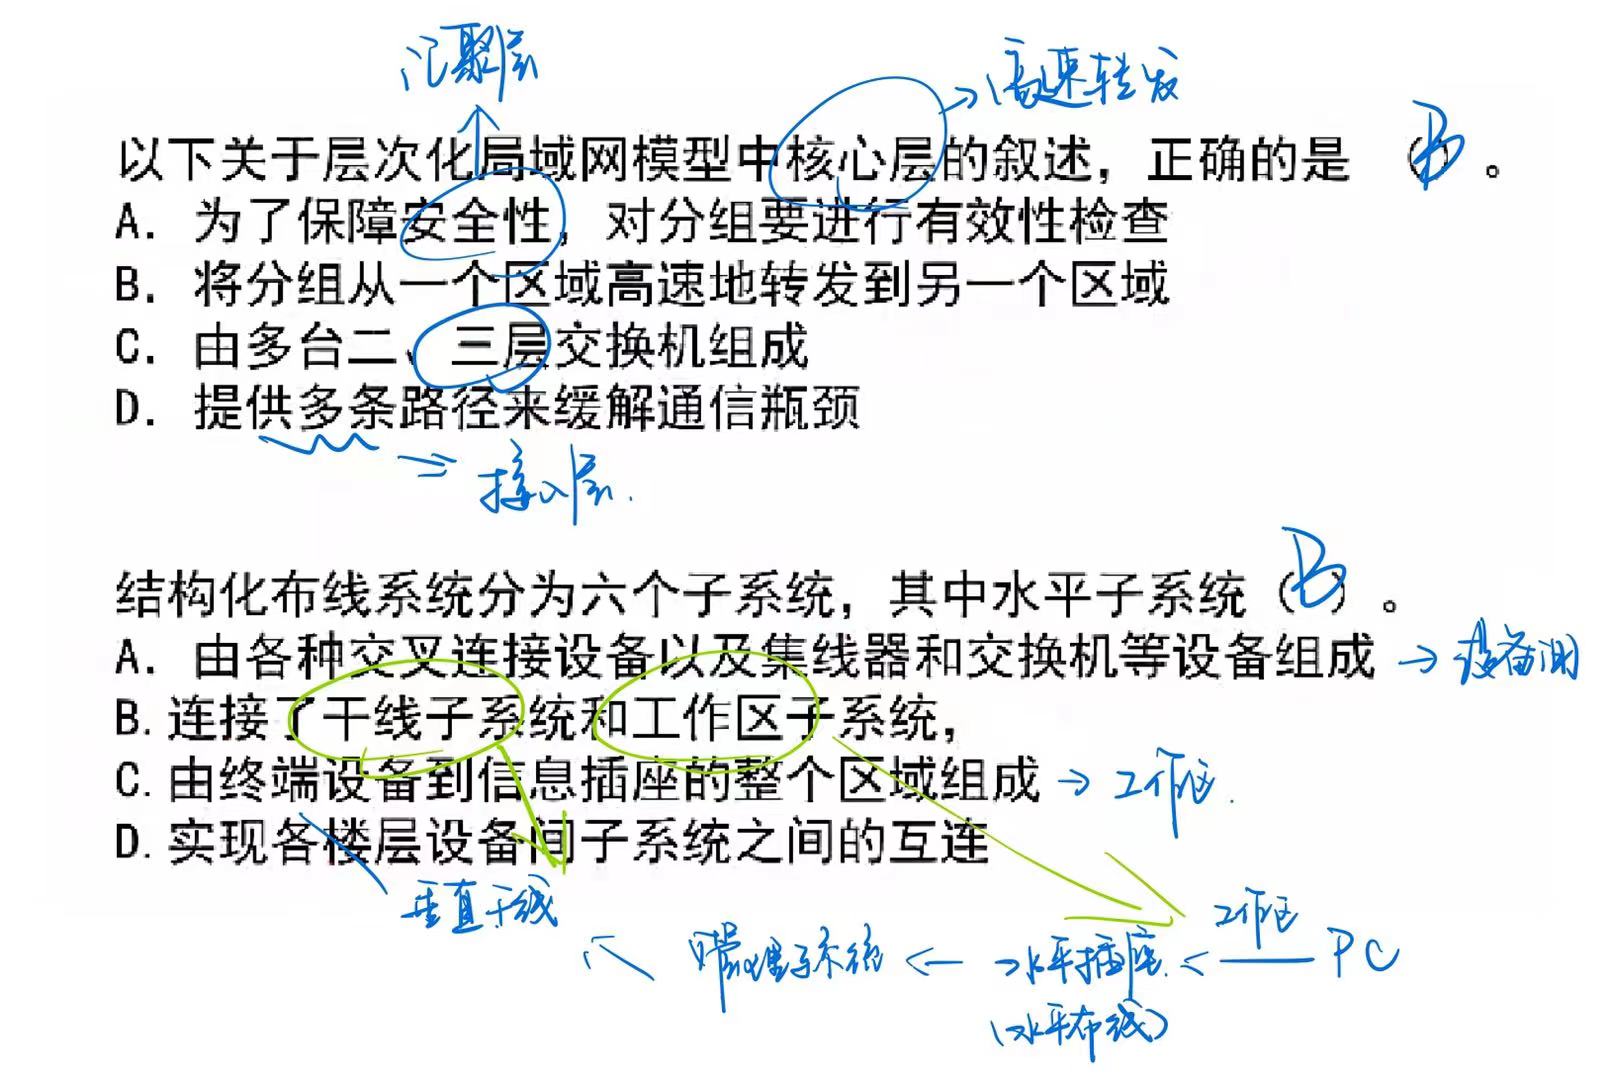 汇聚层
高速转发
以下关于层次化局域网模型中核心层的叙述，正确的是（B）。
A. 为了保障安全性，对分组要进行有效性检查
B. 将分组从一个区域高速地转发到另一个区域
C. 由多台二、三层交换机组成
D. 提供多条路径来缓解通信瓶颈
接入层.
结构化布线系统分为六个子系统，其中水平子系统（B）。
A. 由各种交叉连接设备以及集线器和交换机等设备组成 → 设备间
B. 连接了干线子系统和工作区子系统，
C. 由终端设备到信息插座的整个区域组成 → 工作区.
D. 实现各楼层设备间子系统之间的互连
垂直干线
管理子系统 ← 水平插座. ← 工作区 PC
(水平布线)